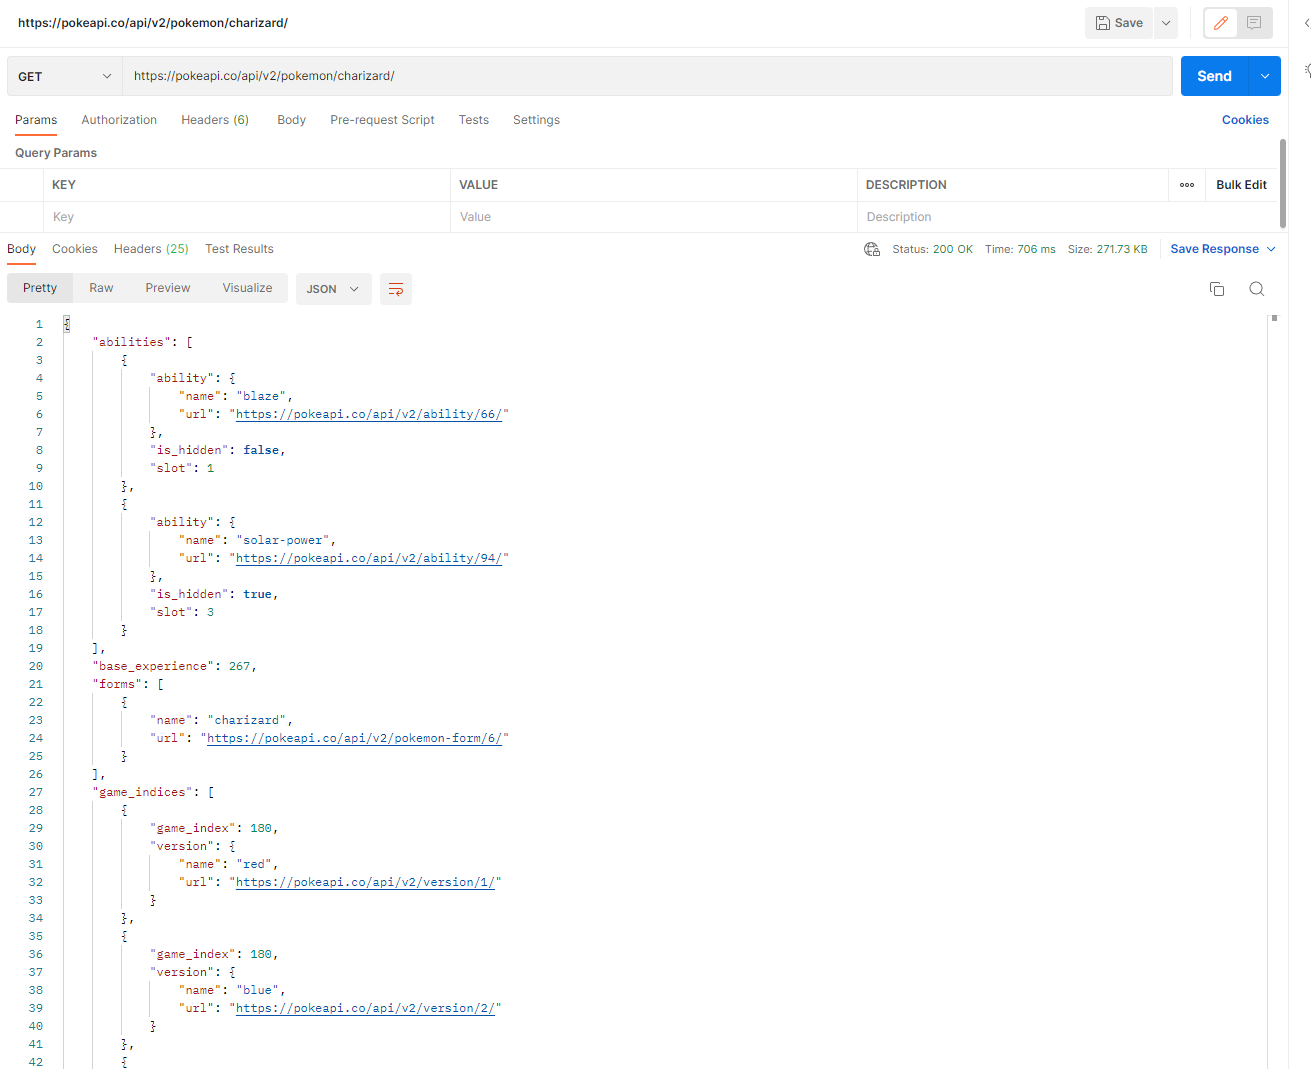 https://pokeapi.co/api/v2/pokemon/charizard/
Save
GET
https://pokeapi.co/api/v2/pokemon/charizard/
Send
Params Authorization Headers (6) Body Pre-request Script Tests Settings Cookies
Query Params
KEY VALUE DESCRIPTION Bulk Edit
Key Value Description
Body Cookies Headers (25) Test Results Status: 200 OK Time: 706 ms Size: 271.73 KB Save Response
Pretty Raw Preview Visualize JSON
1 {
2 "abilities": [
3 {
4 "ability": {
5 "name": "blaze",
6 "url": "https://pokeapi.co/api/v2/ability/66/"
7 },
8 "is_hidden": false,
9 "slot": 1
10 },
11 {
12 "ability": {
13 "name": "solar-power",
14 "url": "https://pokeapi.co/api/v2/ability/94/"
15 },
16 "is_hidden": true,
17 "slot": 3
18 }
19 ],
20 "base_experience": 267,
21 "forms": [
22 {
23 "name": "charizard",
24 "url": "https://pokeapi.co/api/v2/pokemon-form/6/"
25 }
26 ],
27 "game_indices": [
28 {
29 "game_index": 180,
30 "version": {
31 "name": "red",
32 "url": "https://pokeapi.co/api/v2/version/1/"
33 }
34 },
35 {
36 "game_index": 180,
37 "version": {
38 "name": "blue",
39 "url": "https://pokeapi.co/api/v2/version/2/"
40 }
41 },
42 {